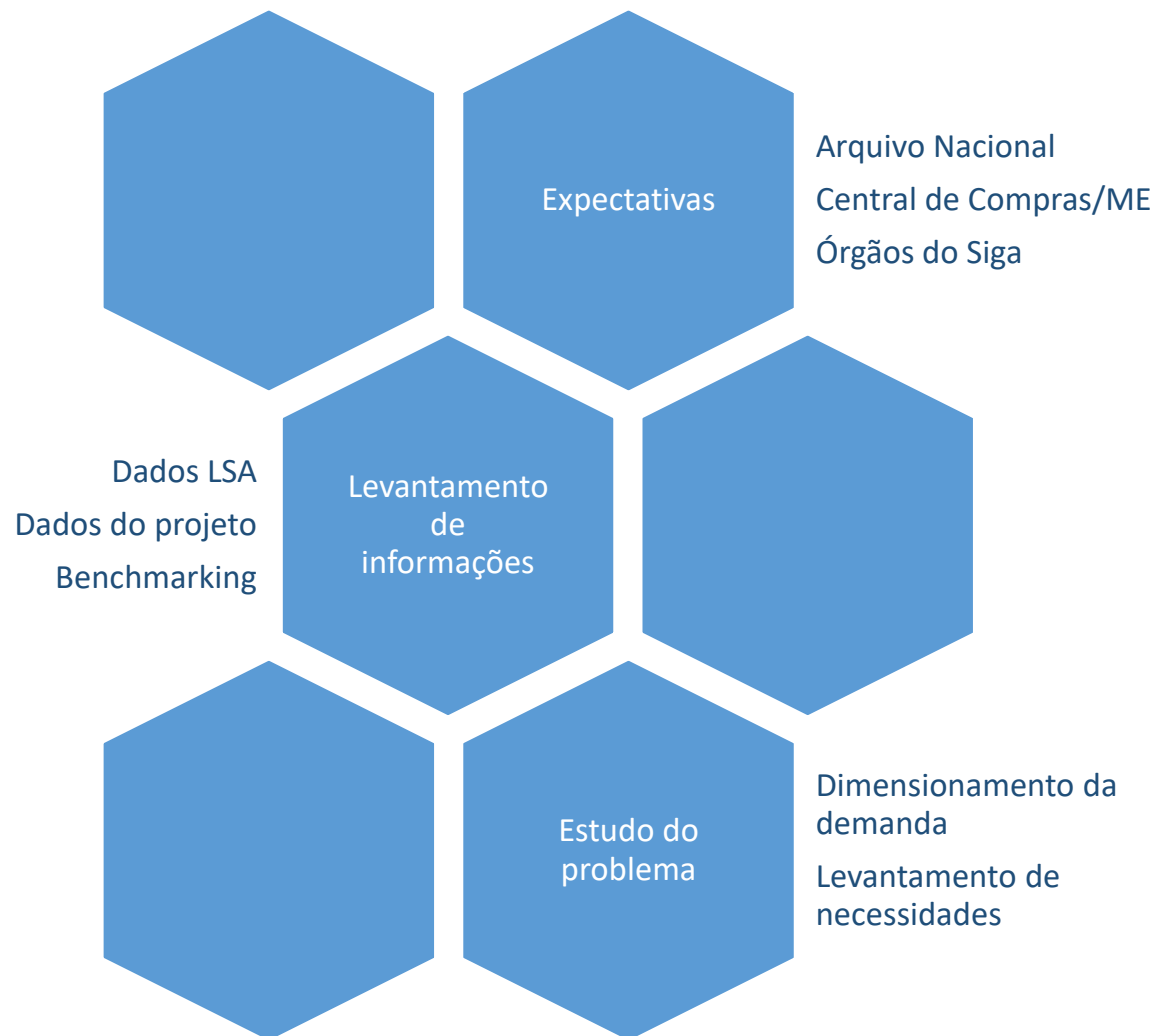 Expectativas
Arquivo Nacional
Central de Compras/ME
Órgãos do Siga
Dados LSA
Dados do projeto
Benchmarking
Levantamento
de
informações
Estudo do
problema
Dimensionamento da
demanda
Levantamento de
necessidades